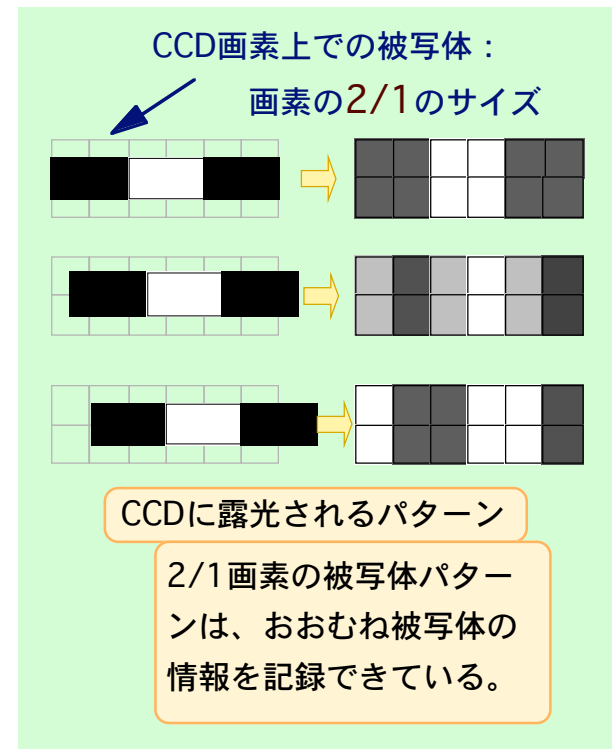 CCD画素上での被写体：
画素の2/1のサイズ
CCDに露光されるパターン
2/1画素の被写体パター
ンは、おおむね被写体の
情報を記録できている。